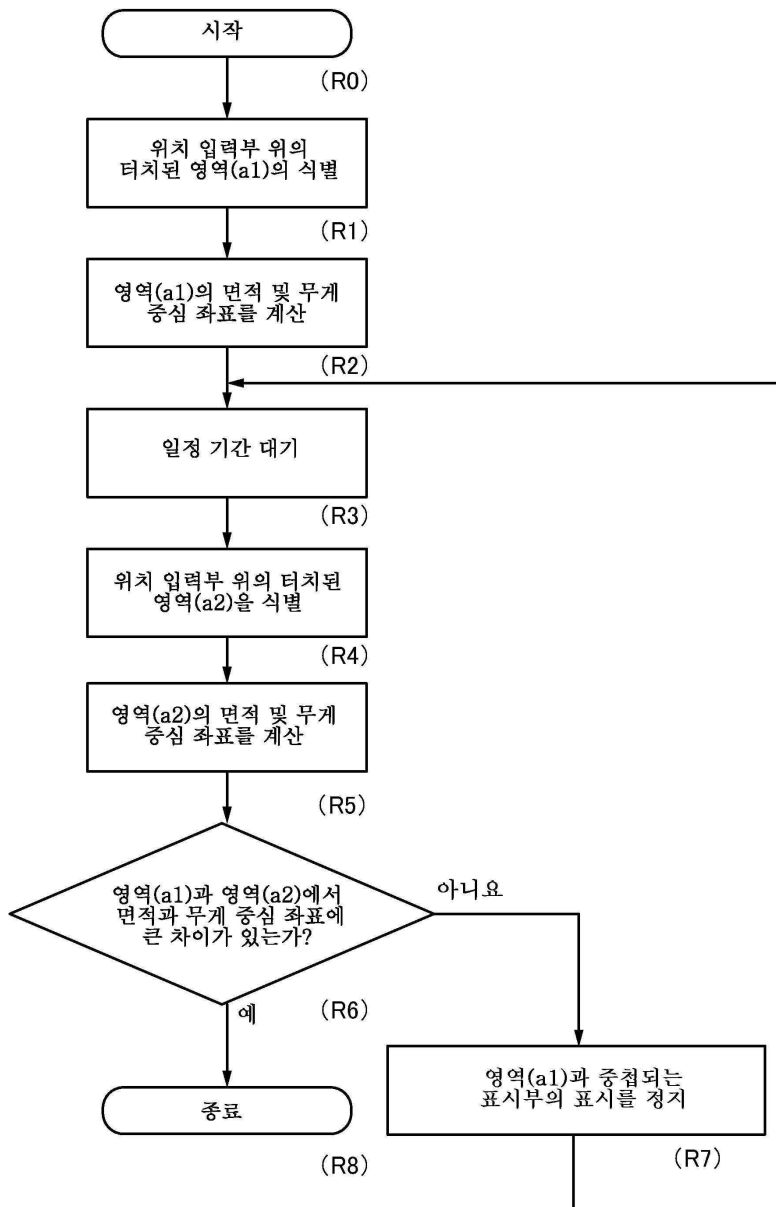 시작
(R0)
위치 입력부 위의
터치된 영역(a1)의 식별
(R1)
영역(a1)의 면적 및 무게
중심 좌표를 계산
(R2)
일정 기간 대기
(R3)
위치 입력부 위의 터치된
영역(a2)을 식별
(R4)
영역(a2)의 면적 및 무게
중심 좌표를 계산
(R5)
영역(a1)과 영역(a2)에서
면적과 무게 중심 좌표에
큰 차이가 있는가?
아니요
예
(R6)
영역(a1)과 중첩되는
표시부의 표시를 정지
(R7)
종료
(R8)